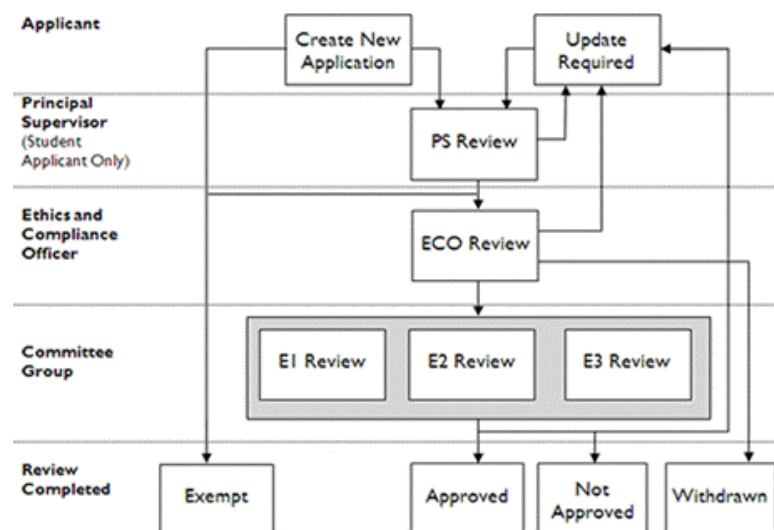 Applicant
Create New
Application
Update
Required
Principal
Supervisor
(Student
Applicant Only)
PS Review
Ethics and
Compliance
Officer
ECO Review
Committee
Group
E1 Review
E2 Review
E3 Review
Review
Completed
Exempt
Approved
Not
Approved
Withdrawn